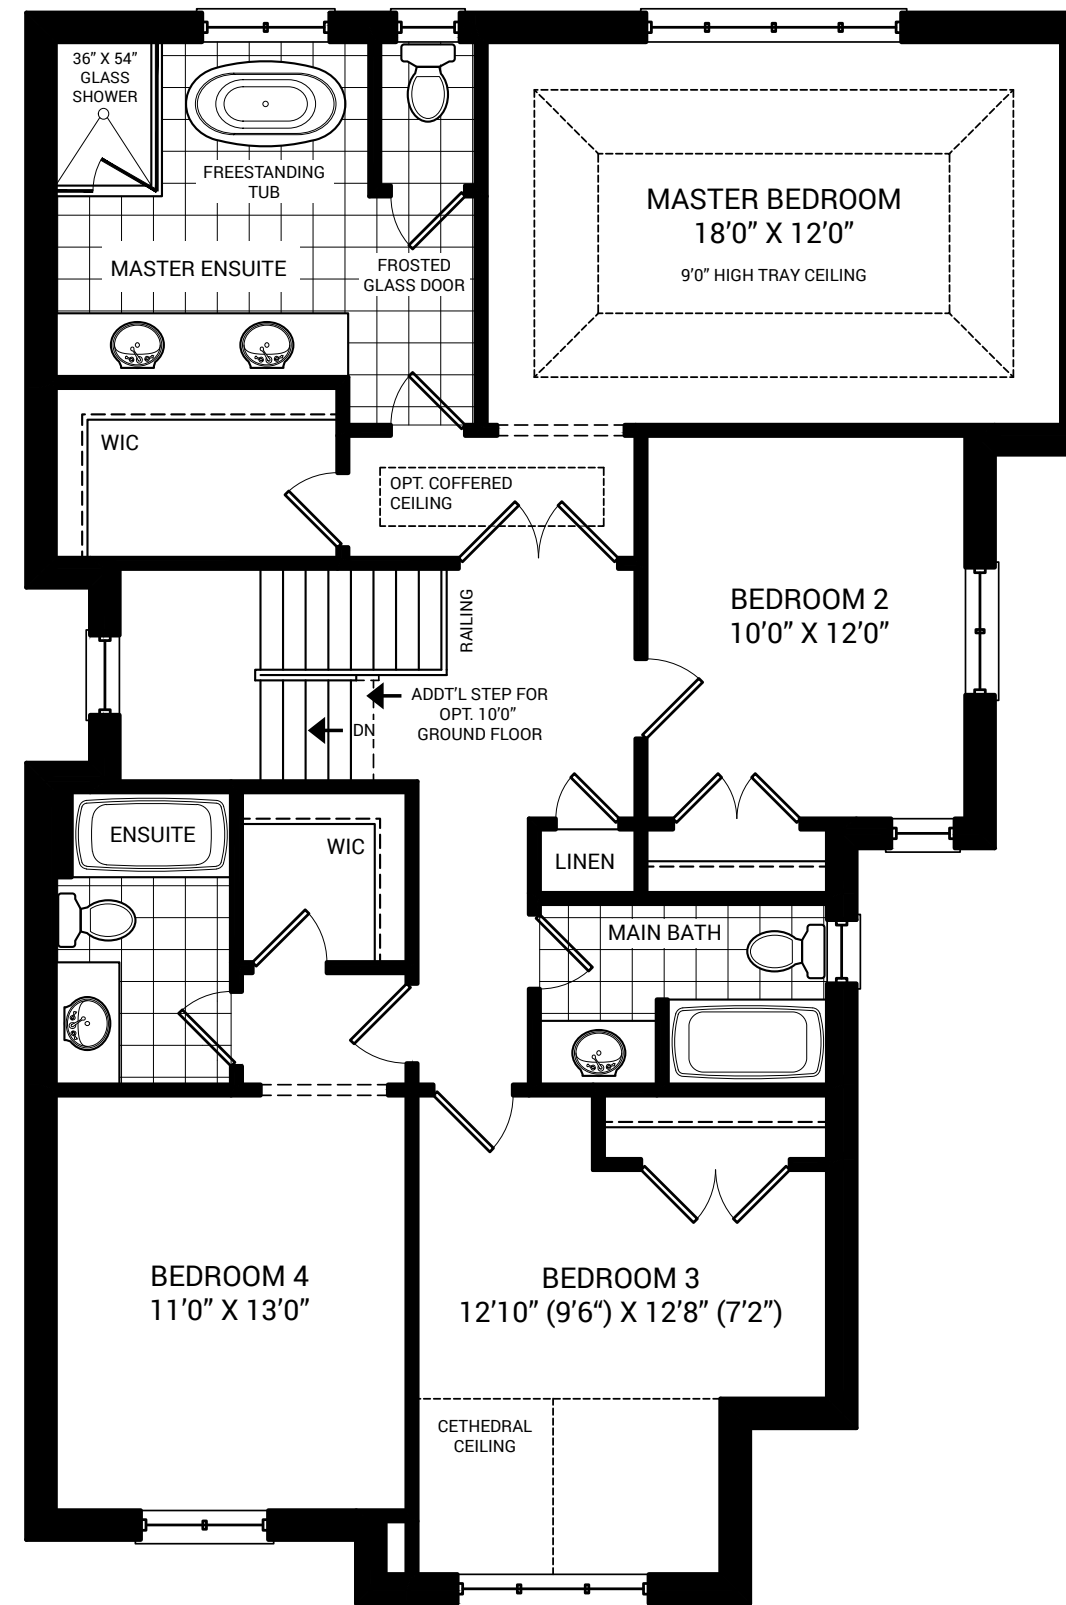 36” X 54”
GLASS
SHOWER
FREESTANDING
TUB
MASTER ENSUITE
FROSTED
GLASS DOOR
MASTER BEDROOM
18’0” X 12’0”
9’0” HIGH TRAY CEILING
WIC
OPT. COFFERED
CEILING
RAILING
BEDROOM 2
10’0” X 12’0”
ADDT’L STEP FOR
OPT. 10’0”
GROUND FLOOR
DN
ENSUITE
WIC
LINEN
MAIN BATH
BEDROOM 4
11’0” X 13’0”
BEDROOM 3
12’10” (9’6“) X 12’8” (7’2”)
CETHEDRAL
CEILING